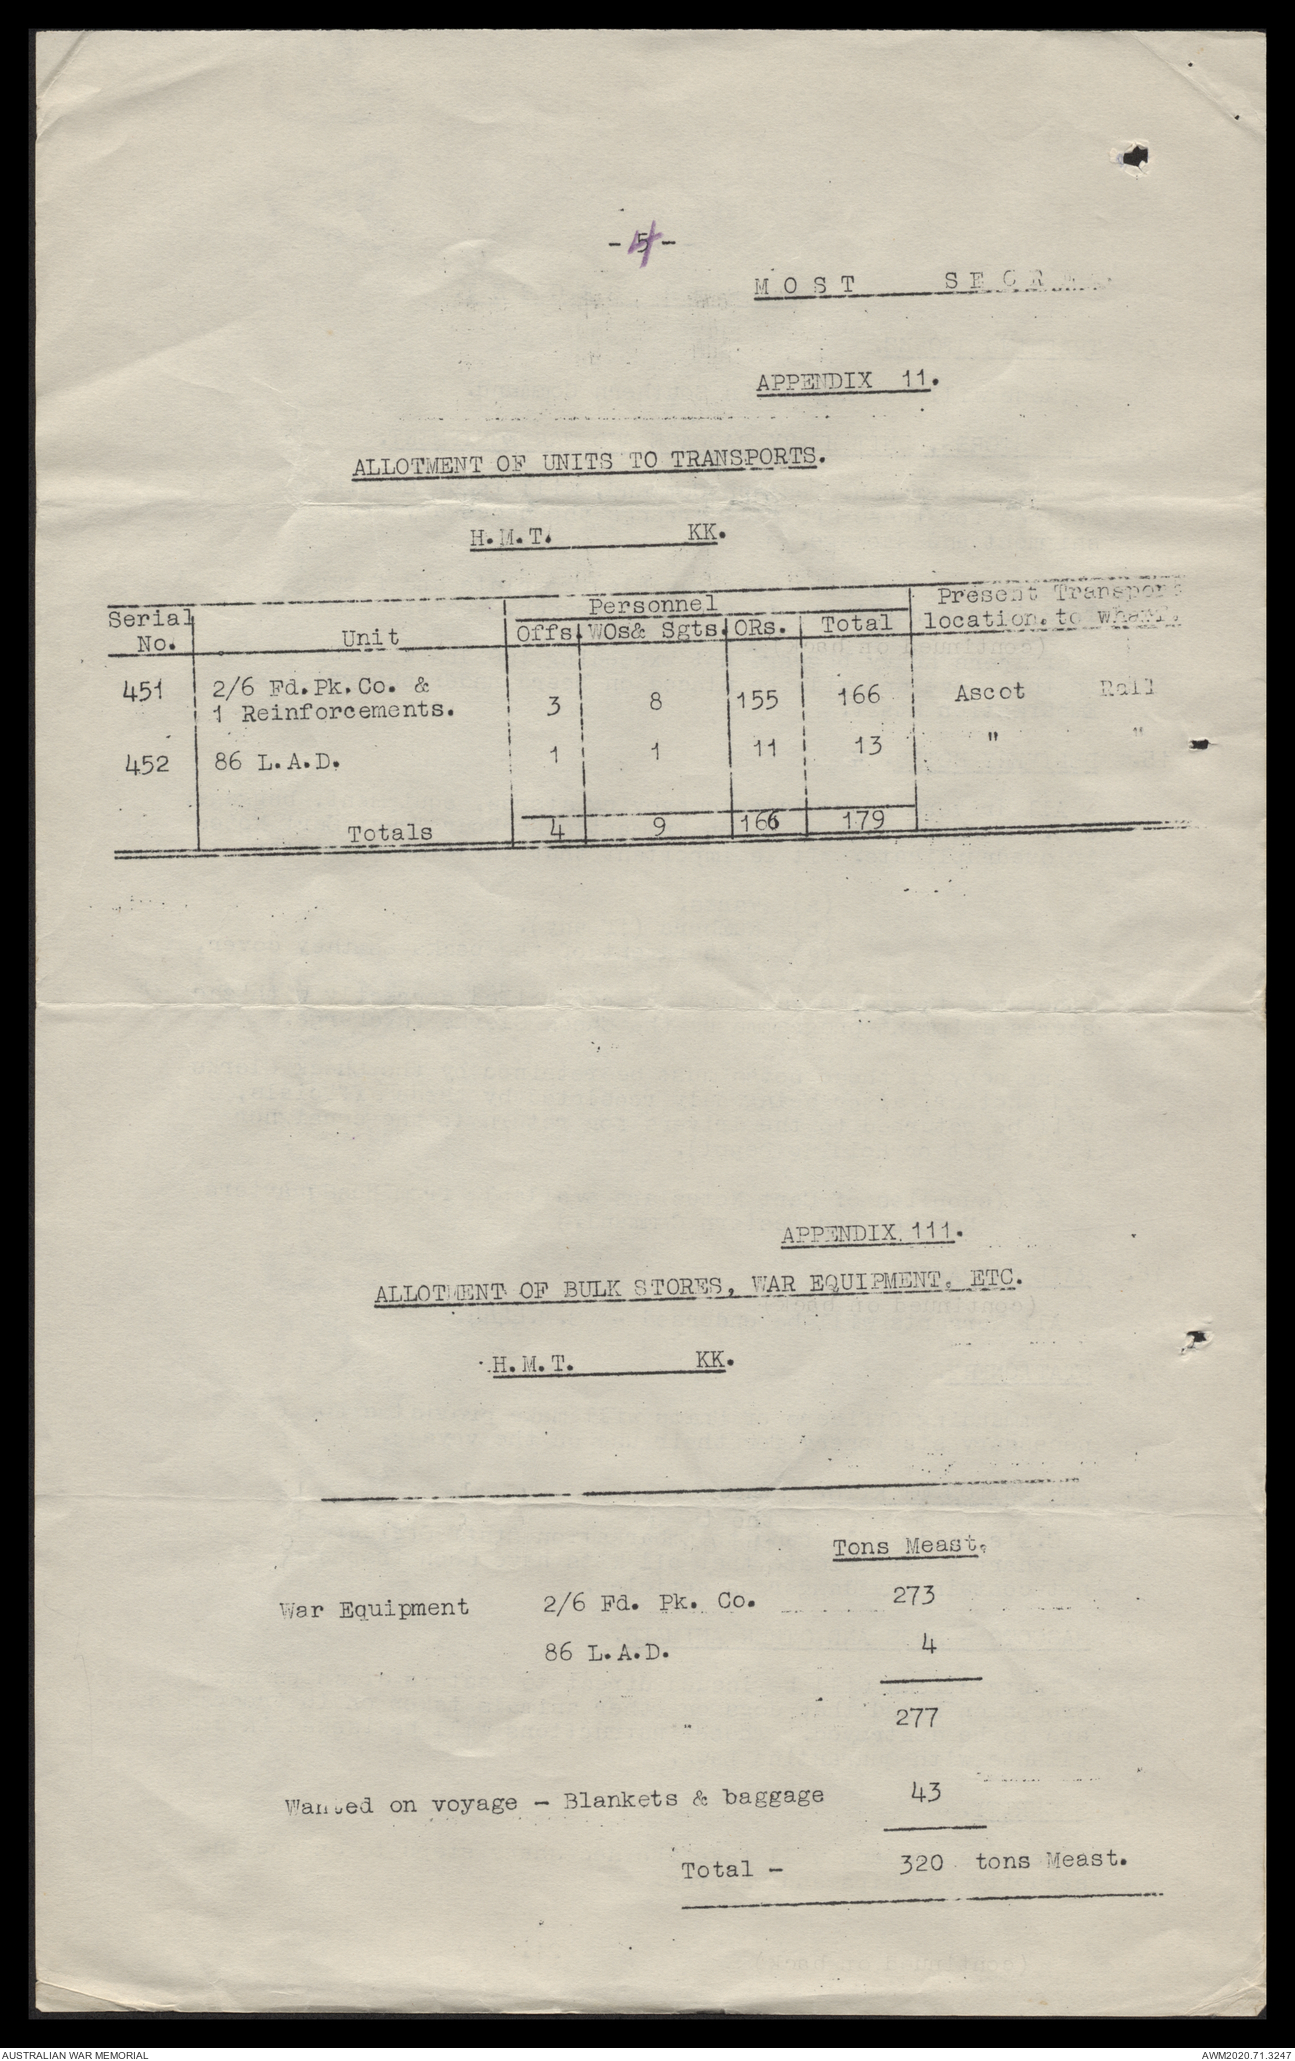 - 4 -
MOST SECR
APPENDIX 11.
ALLOTMENT OF UNITS TO TRANSPORTS.
H.M.T. KK.
Serial No. Unit Personnel Present location. Transport to wharf.
Offs WOs& Sgts. ORs. Total
451 2/6 Fd.Pk.Co. & 3 8 155 166 Ascot Rail
1 Reinforcements.
452 86 L.A.D. 1 1 11 13 " "
Totals 4 9 166 179
APPENDIX 111.
ALLOTMENT OF BULK STORES, WAR EQUIPMENT, ETC.
H.M.T. KK.
Tons Meast.
War Equipment 2/6 Fd. Pk. Co. 273
86 L.A.D. 4
277
Wanted on voyage - Blankets & baggage 43
Total - 320 tons Meast.
AUSTRALIAN WAR MEMORIAL AWM2020.71.3247